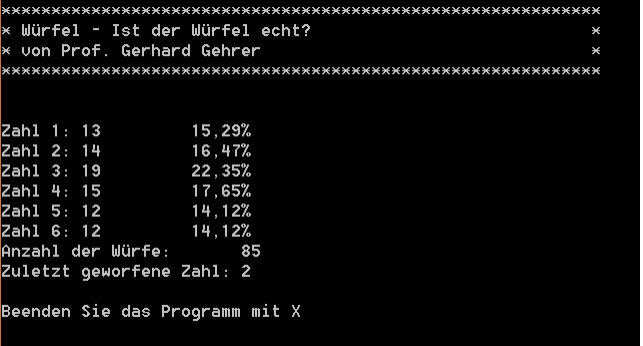 ************************************************************
* Würfel - Ist der Würfel echt?                            *
* von Prof. Gerhard Gehrer                                 *
************************************************************
Zahl 1: 13         15,29%
Zahl 2: 14         16,47%
Zahl 3: 19         22,35%
Zahl 4: 15         17,65%
Zahl 5: 12         14,12%
Zahl 6: 12         14,12%
Anzahl der Würfe:       85
Zuletzt geworfene Zahl: 2
Beenden Sie das Programm mit X